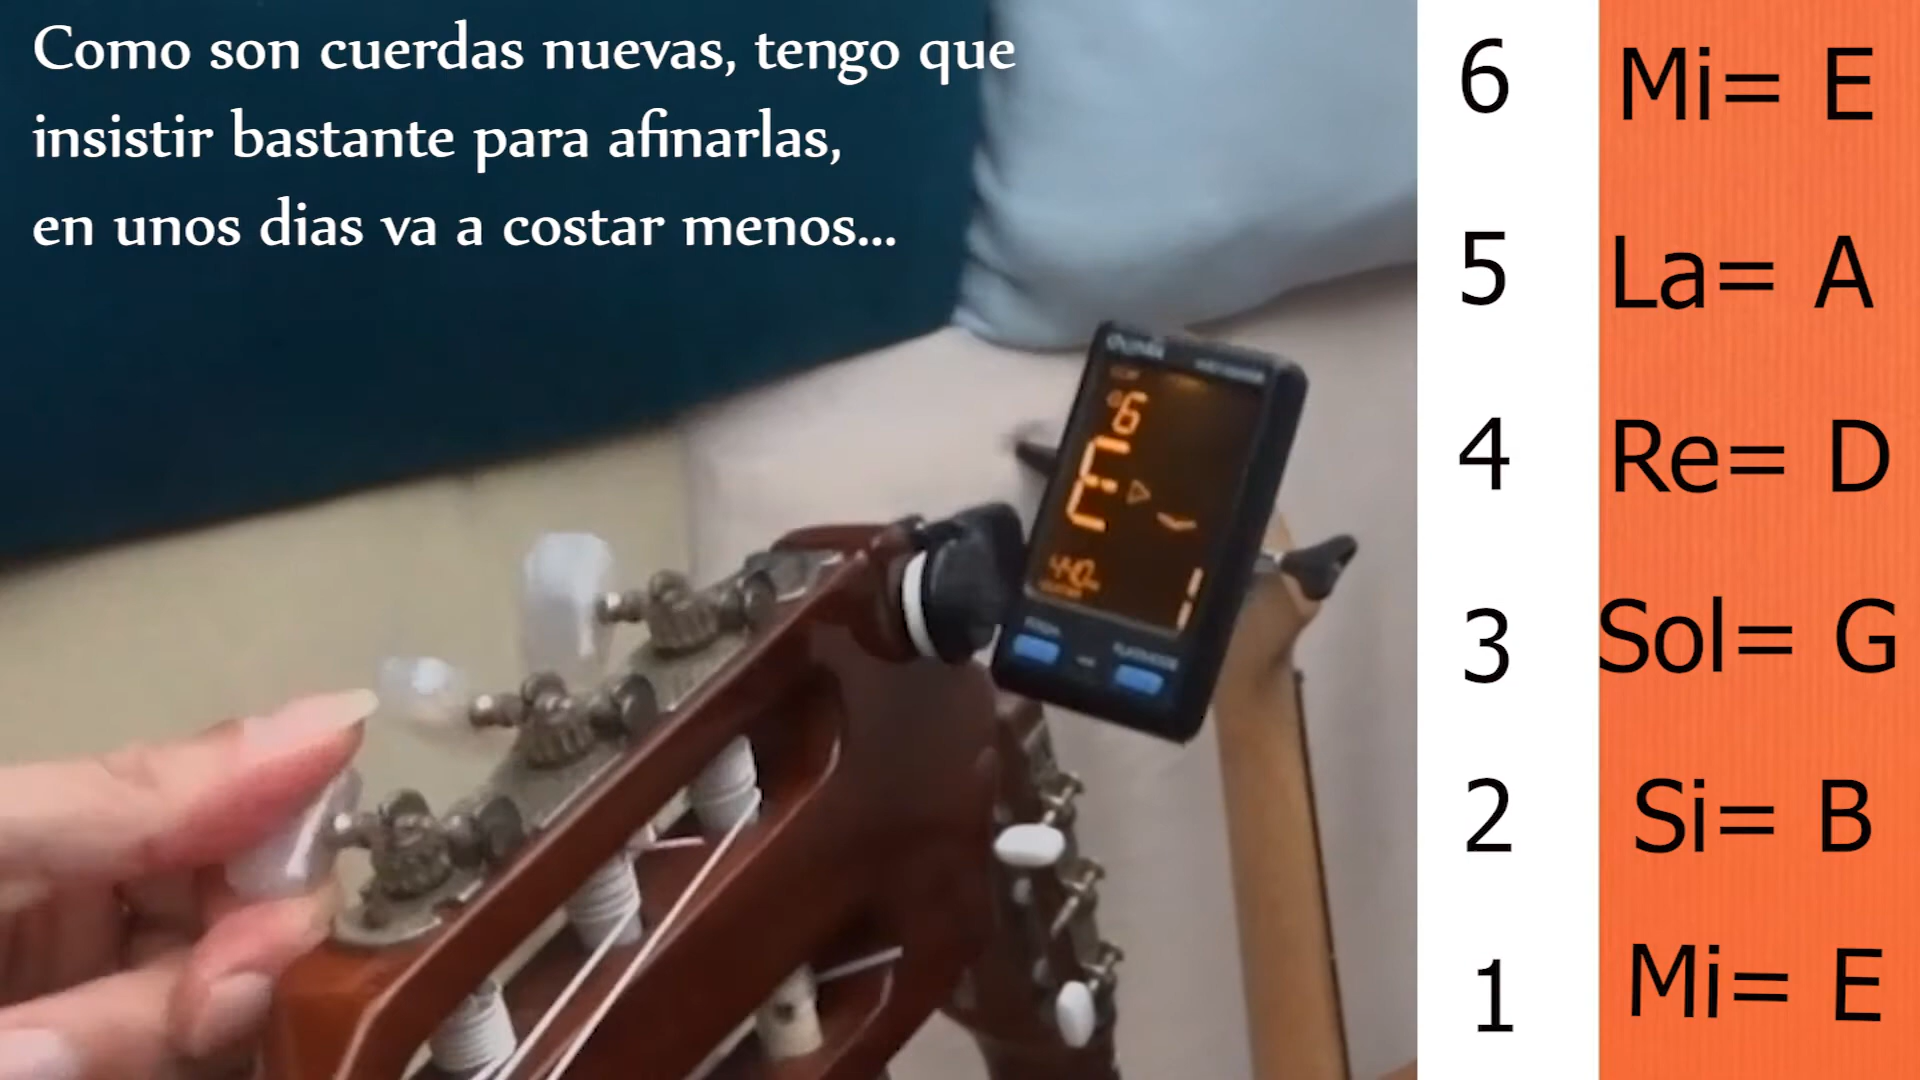 Como son cuerdas nuevas, tengo que
insistir bastante para afinarlas,
en unos dias va a costar menos...
6 Mi= E
5 La= A
4 Re= D
3 Sol= G
2 Si= B
1 Mi= E
6
E
440